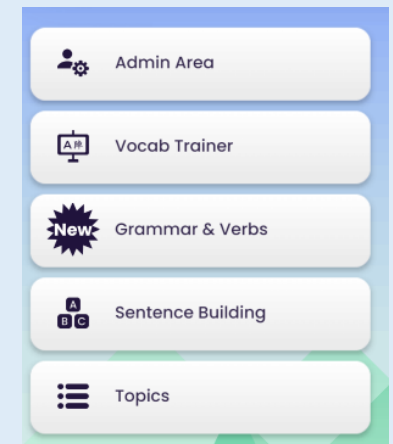 Admin Area
Vocab Trainer
New
Grammar & Verbs
Sentence Building
A
B C
Topics